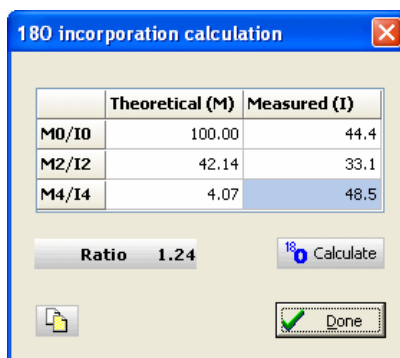 18O incorporation calculation
Theoretical (M) Measured (I)
M0/I0 100.00 44.4
M2/I2 42.14 33.1
M4/I4 4.07 48.5
Ratio 1.24 18O Calculate
Done